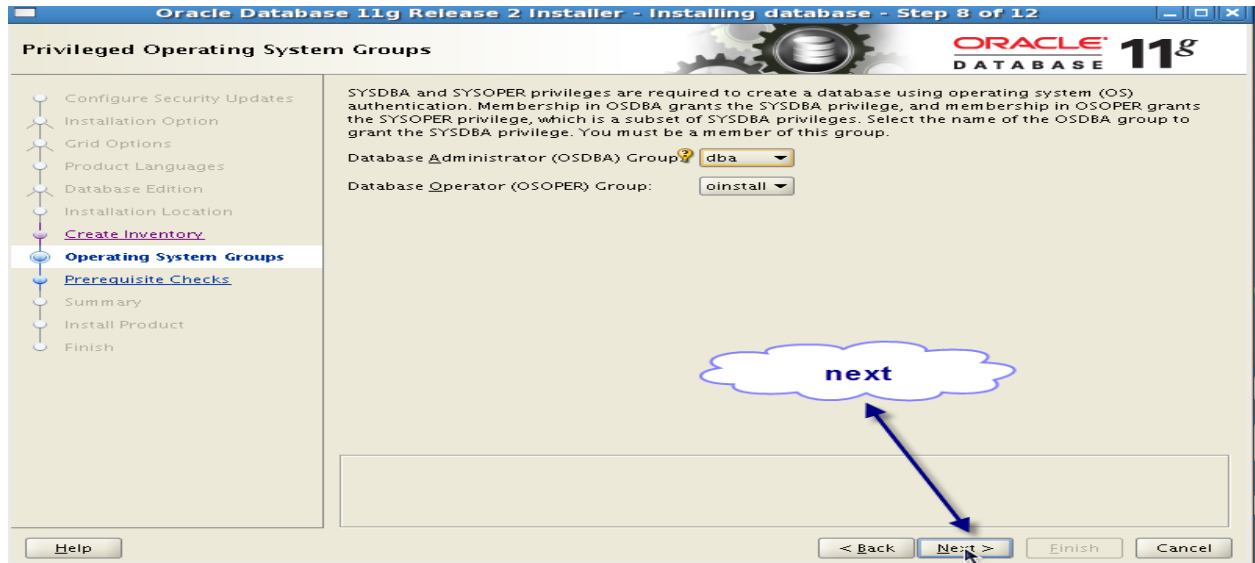 Oracle Database 11g Release 2 Installer - Installing database - Step 8 of 12
Privileged Operating System Groups
ORACLE
DATABASE 11g
Configure Security Updates
Installation Option
Grid Options
Product Languages
Database Edition
Installation Location
Create Inventory
Operating System Groups
Prerequisite Checks
Summary
Install Product
Finish
SYSDBA and SYSOPER privileges are required to create a database using operating system (OS)
authentication. Membership in OSDBA grants the SYSDBA privilege, and membership in OSOPER grants
the SYSOPER privilege, which is a subset of SYSDBA privileges. Select the name of the OSDBA group to
grant the SYSDBA privilege. You must be a member of this group.
Database Administrator (OSDBA) Group dba
Database Operator (OSOPER) Group: oinstall
next
Help < Back Next > Finish Cancel